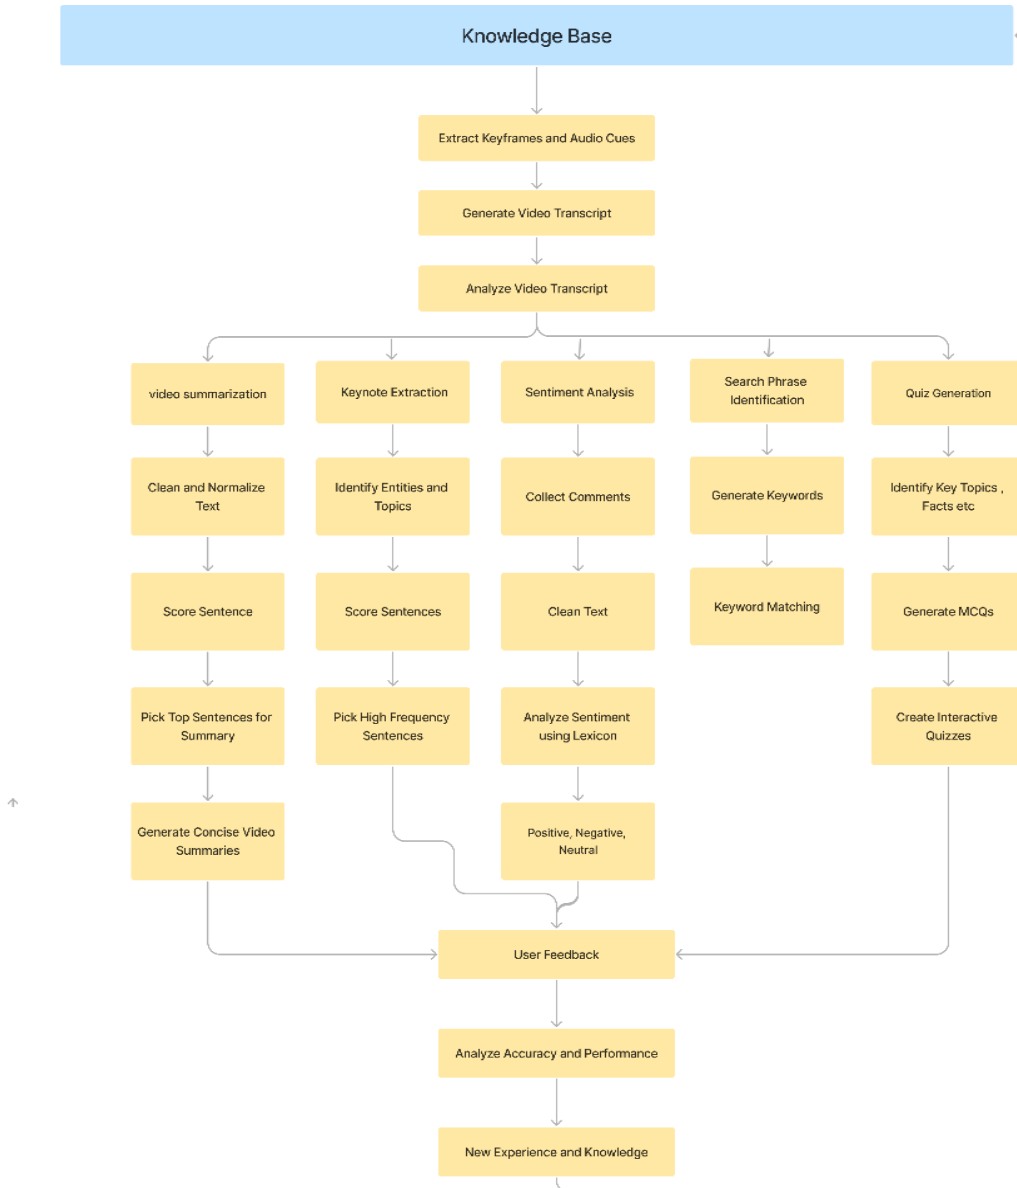 Knowledge Base
Extract Keyframes and Audio Cues
Generate Video Transcript
Analyze Video Transcript
video summarization
Keynote Extraction
Sentiment Analysis
Search Phrase
Identification
Quiz Generation
Clean and Normalize
Text
Identify Entities and
Topics
Collect Comments
Generate Keywords
Identify Key Topics ,
Facts etc
Score Sentence
Score Sentences
Clean Text
Keyword Matching
Generate MCQs
Pick Top Sentences for
Summary
Pick High Frequency
Sentences
Analyze Sentiment
using Lexicon
Create Interactive
Quizzes
Generate Concise Video
Summaries
Positive, Negative,
Neutral
User Feedback
Analyze Accuracy and Performance
New Experience and Knowledge